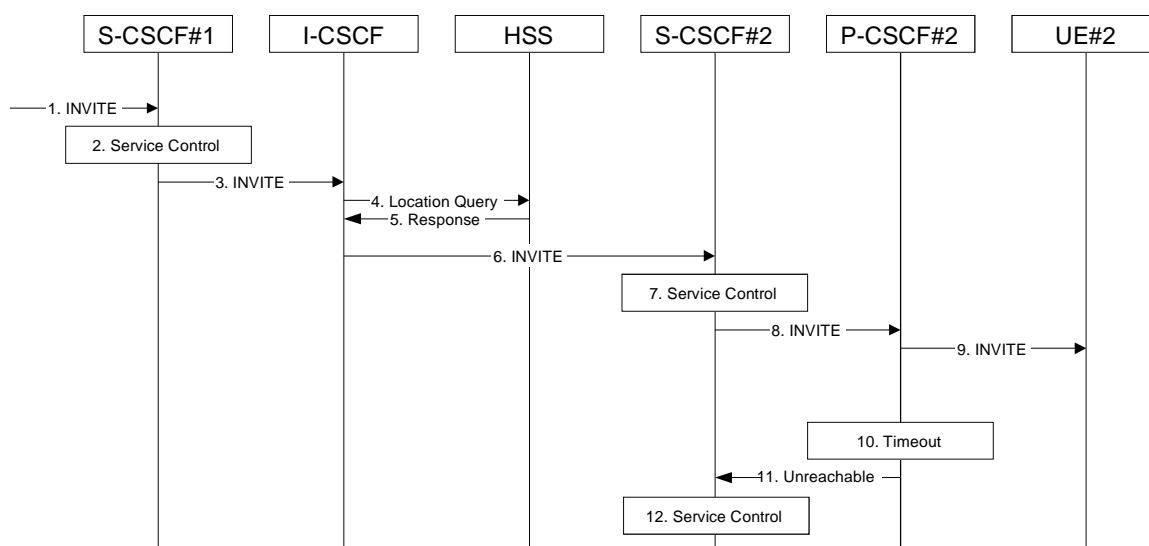 S-CSCF#1
I-CSCF
HSS
S-CSCF#2
P-CSCF#2
UE#2
1. INVITE
2. Service Control
3. INVITE
4. Location Query
5. Response
6. INVITE
7. Service Control
8. INVITE
9. INVITE
10. Timeout
11. Unreachable
12. Service Control